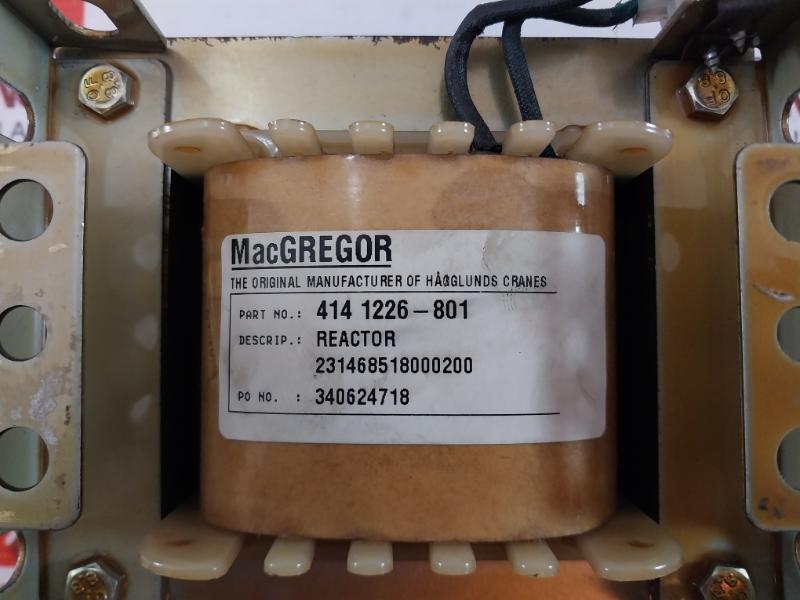 MacGREGOR
THE ORIGINAL MANUFACTURER OF HÄGGLUNDS CRANES
PART NO.: 414 1226-801
DESCRIP.: REACTOR
231468518000200
PO NO. : 340624718